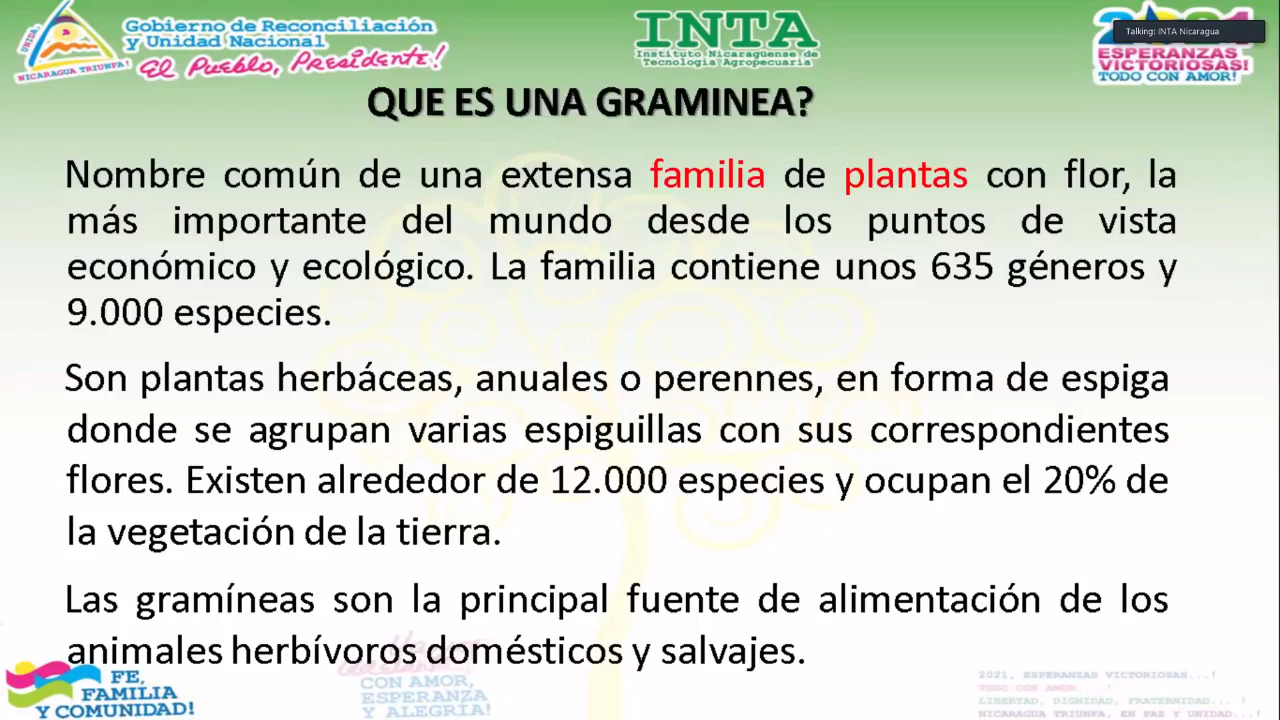 UNIDA,
NICARAGUA TRIUNFA!
Gobierno de Reconciliación
y Unidad Nacional
El Pueblo, Presidente!
INTA
Instituto Nicaragüense de
Tecnología Agropecuaria
Talking: INTA Nicaragua
ESPERANZAS
VICTORIOSAS!
TODO CON AMOR!
QUE ES UNA GRAMINEA?
Nombre común de una extensa familia de plantas con flor, la
más importante del mundo desde los puntos de vista
económico y ecológico. La familia contiene unos 635 géneros y
9.000 especies.
Son plantas herbáceas, anuales o perennes, en forma de espiga
donde se agrupan varias espiguillas con sus correspondientes
flores. Existen alrededor de 12.000 especies y ocupan el 20% de
la vegetación de la tierra.
Las gramíneas son la principal fuente de alimentación de los
animales herbívoros domésticos y salvajes.
FE,
FAMILIA
Y COMUNIDAD!
CON AMOR,
ESPERANZA
Y ALEGRIA!
2021, ESPERANZAS VICTORIOSAS...!
TODO CON AMOR...!
LIBERTAD, DIGNIDAD, FRATERNIDAD...!
NICARAGUA TRIUNFA, EN PAZ Y UNIDAD...!